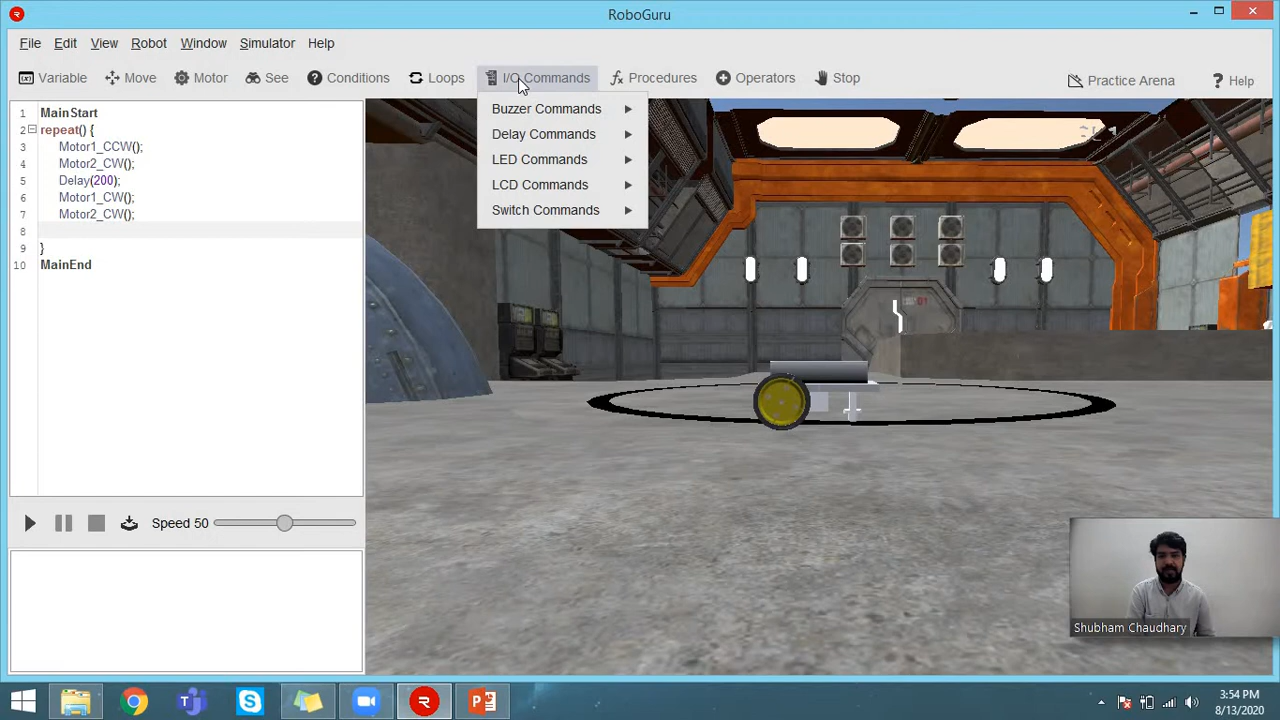 RoboGuru
File Edit View Robot Window Simulator Help
Variable Move Motor See Conditions Loops I/O Commands Procedures Operators Stop Practice Arena ? Help
Buzzer Commands
Delay Commands
LED Commands
LCD Commands
Switch Commands
1 MainStart
2 repeat() {
3 Motor1_CCW();
4 Motor2_CW();
5 Delay(200);
6 Motor1_CW();
7 Motor2_CW();
8
9 }
10 MainEnd
Speed 50
Shubham Chaudhary
3:54 PM
8/13/2020